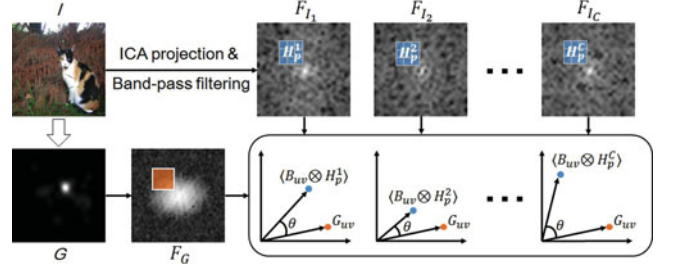 I
F_{I_1}
F_{I_2}
F_{I_C}
ICA projection &
Band-pass filtering
H_p^1
H_p^2
H_p^C
⟨B_{uv} ⊗ H_p^1⟩
⟨B_{uv} ⊗ H_p^2⟩
⟨B_{uv} ⊗ H_p^C⟩
θ
G_{uv}
θ
G_{uv}
θ
G_{uv}
G
F_G